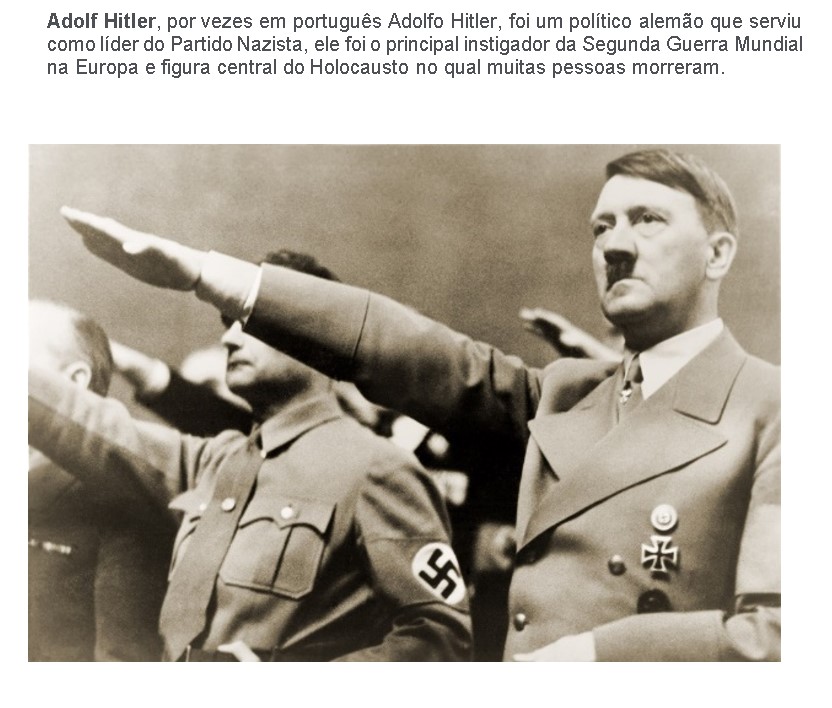 Adolf Hitler, por vezes em português Adolfo Hitler, foi um político alemão que serviu
como líder do Partido Nazista, ele foi o principal instigador da Segunda Guerra Mundial
na Europa e figura central do Holocausto no qual muitas pessoas morreram.